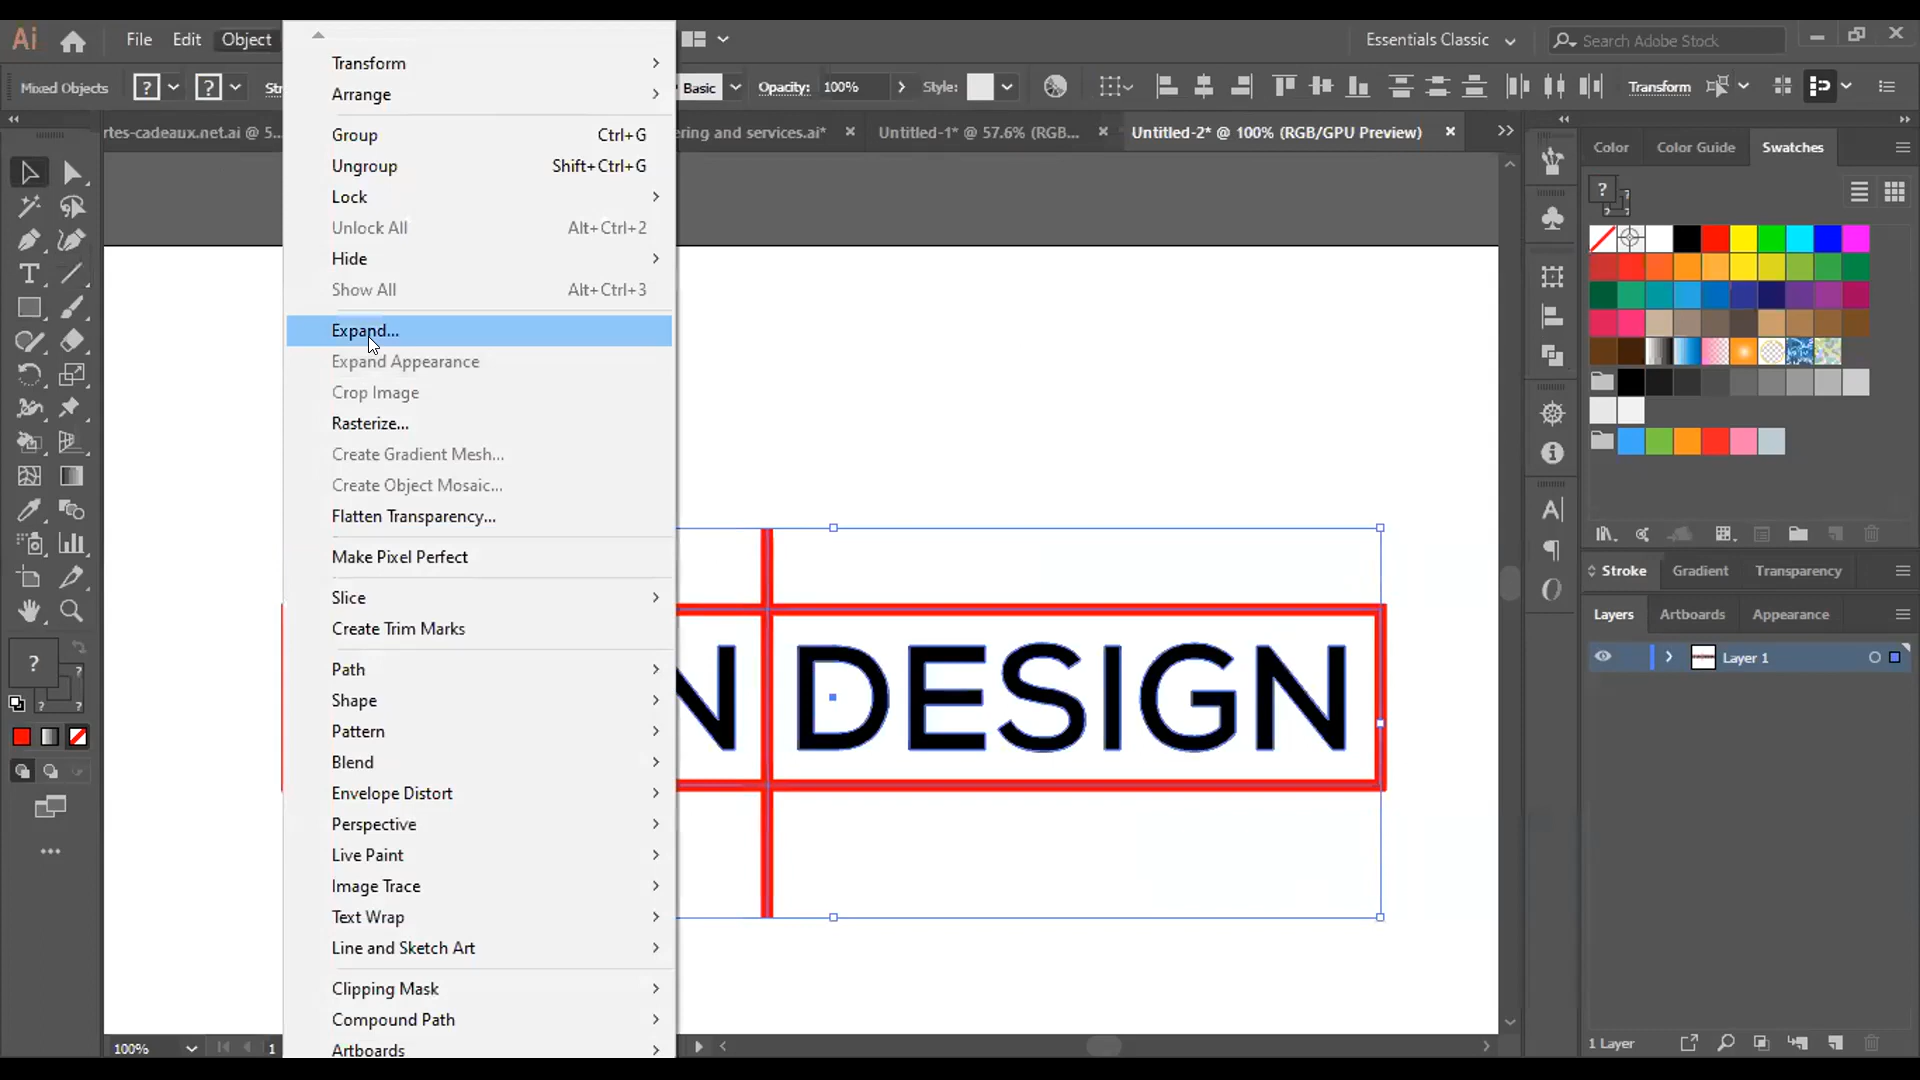 Ai
File
Edit
Object
Essentials Classic
Search Adobe Stock
Mixed Objects
?
?
Str
Basic
Opacity:
100%
Style:
Transform
rtes-cadeaux.net.ai @ 5...
ering and services.ai*
Untitled-1* @ 57.6% (RGB...
Untitled-2* @ 100% (RGB/GPU Preview)
Transform
Arrange
Group Ctrl+G
Ungroup Shift+Ctrl+G
Lock
Unlock All Alt+Ctrl+2
Hide
Show All Alt+Ctrl+3
Expand...
Expand Appearance
Crop Image
Rasterize...
Create Gradient Mesh...
Create Object Mosaic...
Flatten Transparency...
Make Pixel Perfect
Slice
Create Trim Marks
Path
Shape
Pattern
Blend
Envelope Distort
Perspective
Live Paint
Image Trace
Text Wrap
Line and Sketch Art
Clipping Mask
Compound Path
Artboards
N DESIGN
Color
Color Guide
Swatches
?
Stroke
Gradient
Transparency
Layers
Artboards
Appearance
Layer 1
1 Layer
?
100%
1